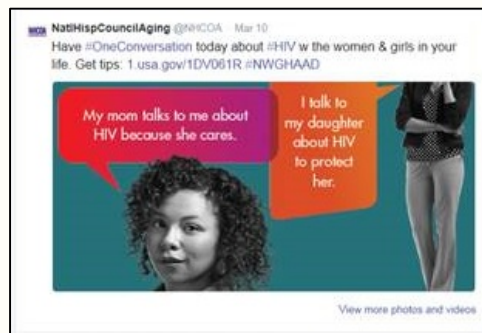 NatlHispCouncilAging @NHCOA Mar 10
Have #OneConversation today about #HIV w the women & girls in your
life. Get tips: 1.usa.gov/1DV061R #NWGHAAD
My mom talks to me about
HIV because she cares.
I talk to
my daughter
about HIV
to protect
her.
View more photos and videos